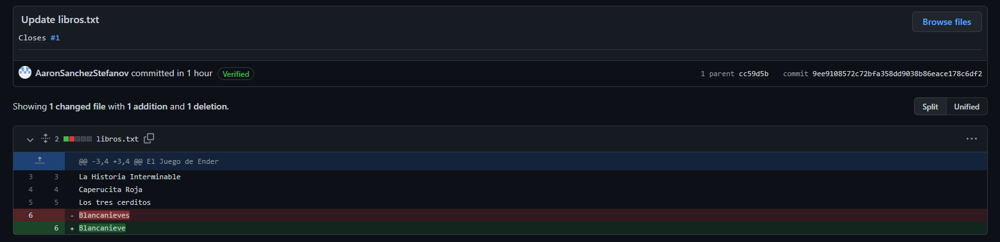 Update libros.txt
Browse files
Closes #1
AaronSanchezStefanov committed in 1 hour Verified
1 parent cc59d5b commit 9ee9108572c72bfa358dd9038b86eace178c6df2
Showing 1 changed file with 1 addition and 1 deletion.
Split Unified
2 libros.txt
@@ -3,4 +3,4 @@ El Juego de Ender
3 3 La Historia Interminable
4 4 Caperucita Roja
5 5 Los tres cerditos
6 - Blancanieves
6 + Blancanieve